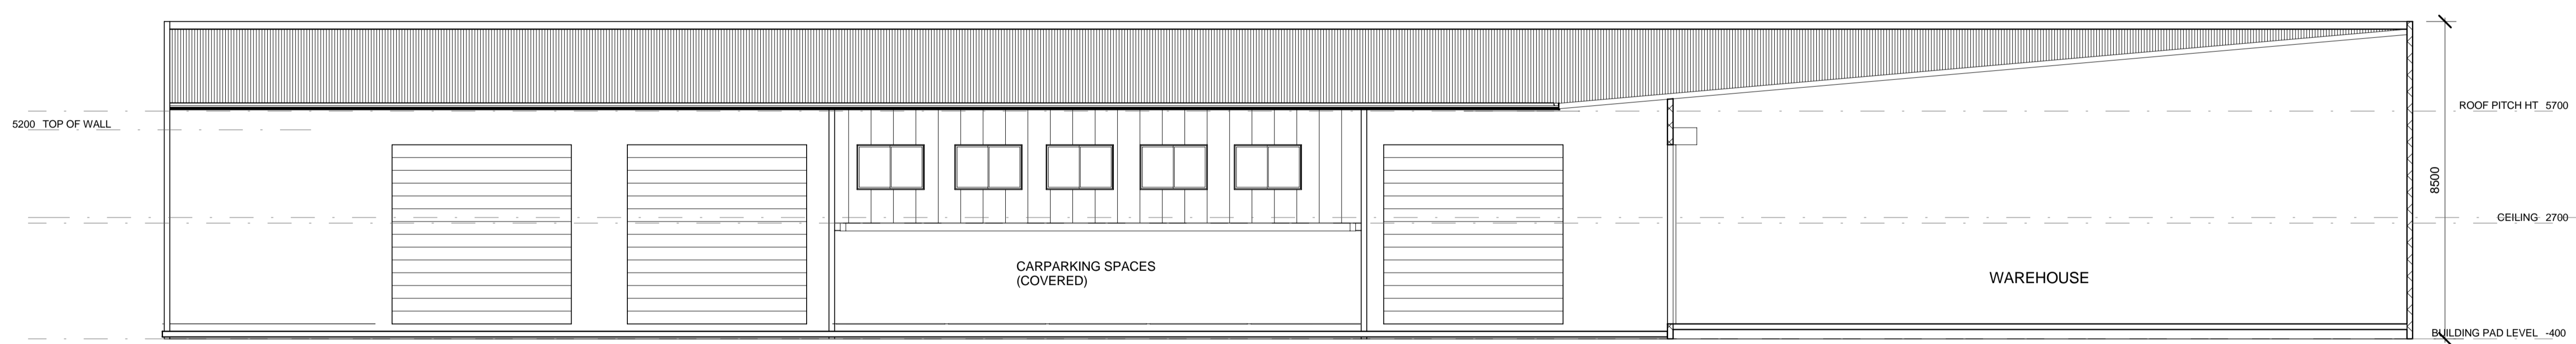 ROOF PITCH HT 5700
5200 TOP OF WALL
8500
CEILING 2700
CARPARKING SPACES
(COVERED)
WAREHOUSE
BUILDING PAD LEVEL -400